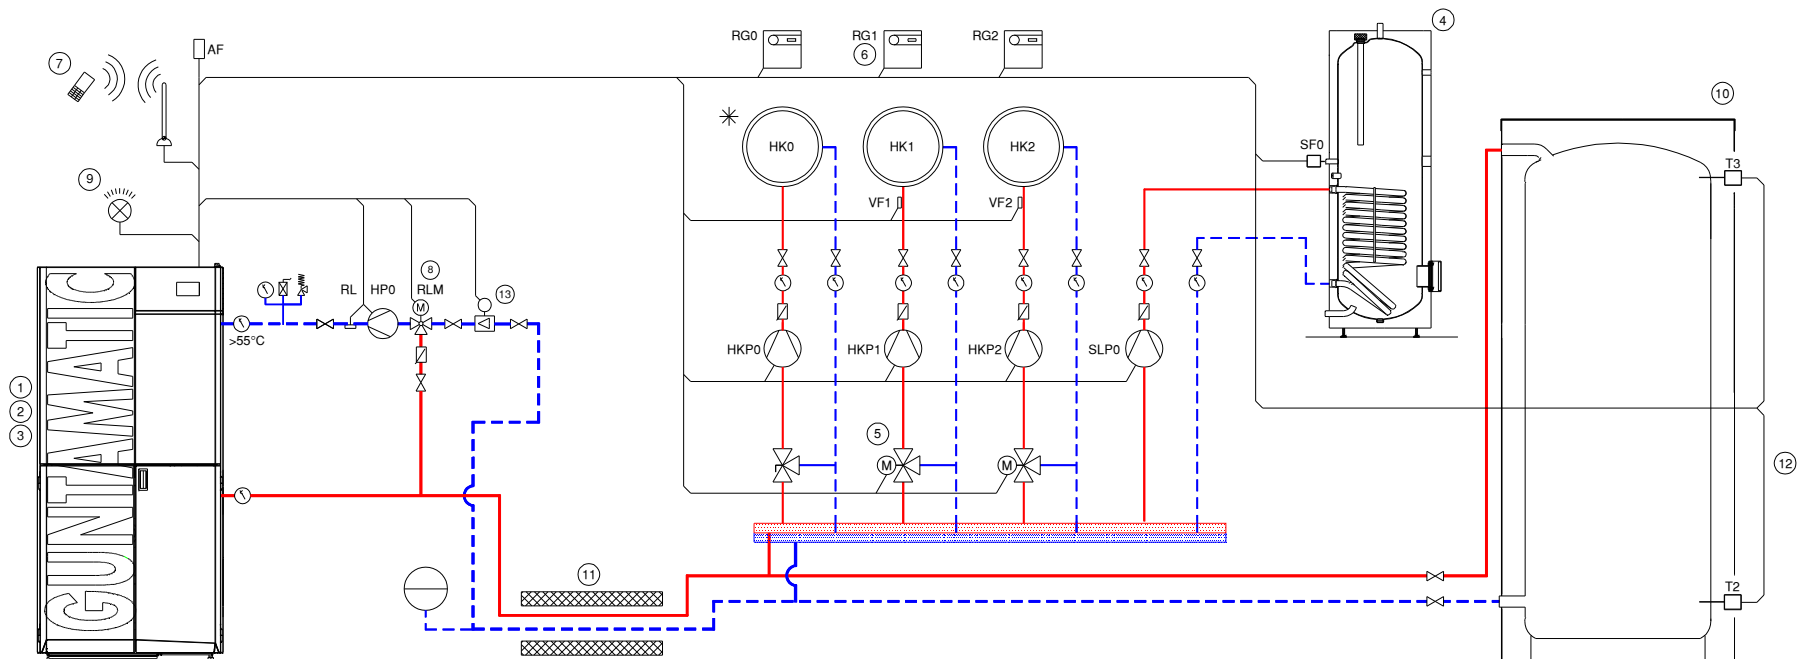 4
RG0
RG1
RG2
AF
7
6
10
HK0
HK1
HK2
SF0
T3
9
VF1
VF2
8
RL
HP0
RLM
13
M
>55°C
HKP0
HKP1
HKP2
SLP0
1
2
3
5
M
M
12
11
T2
GUNTAMATIC